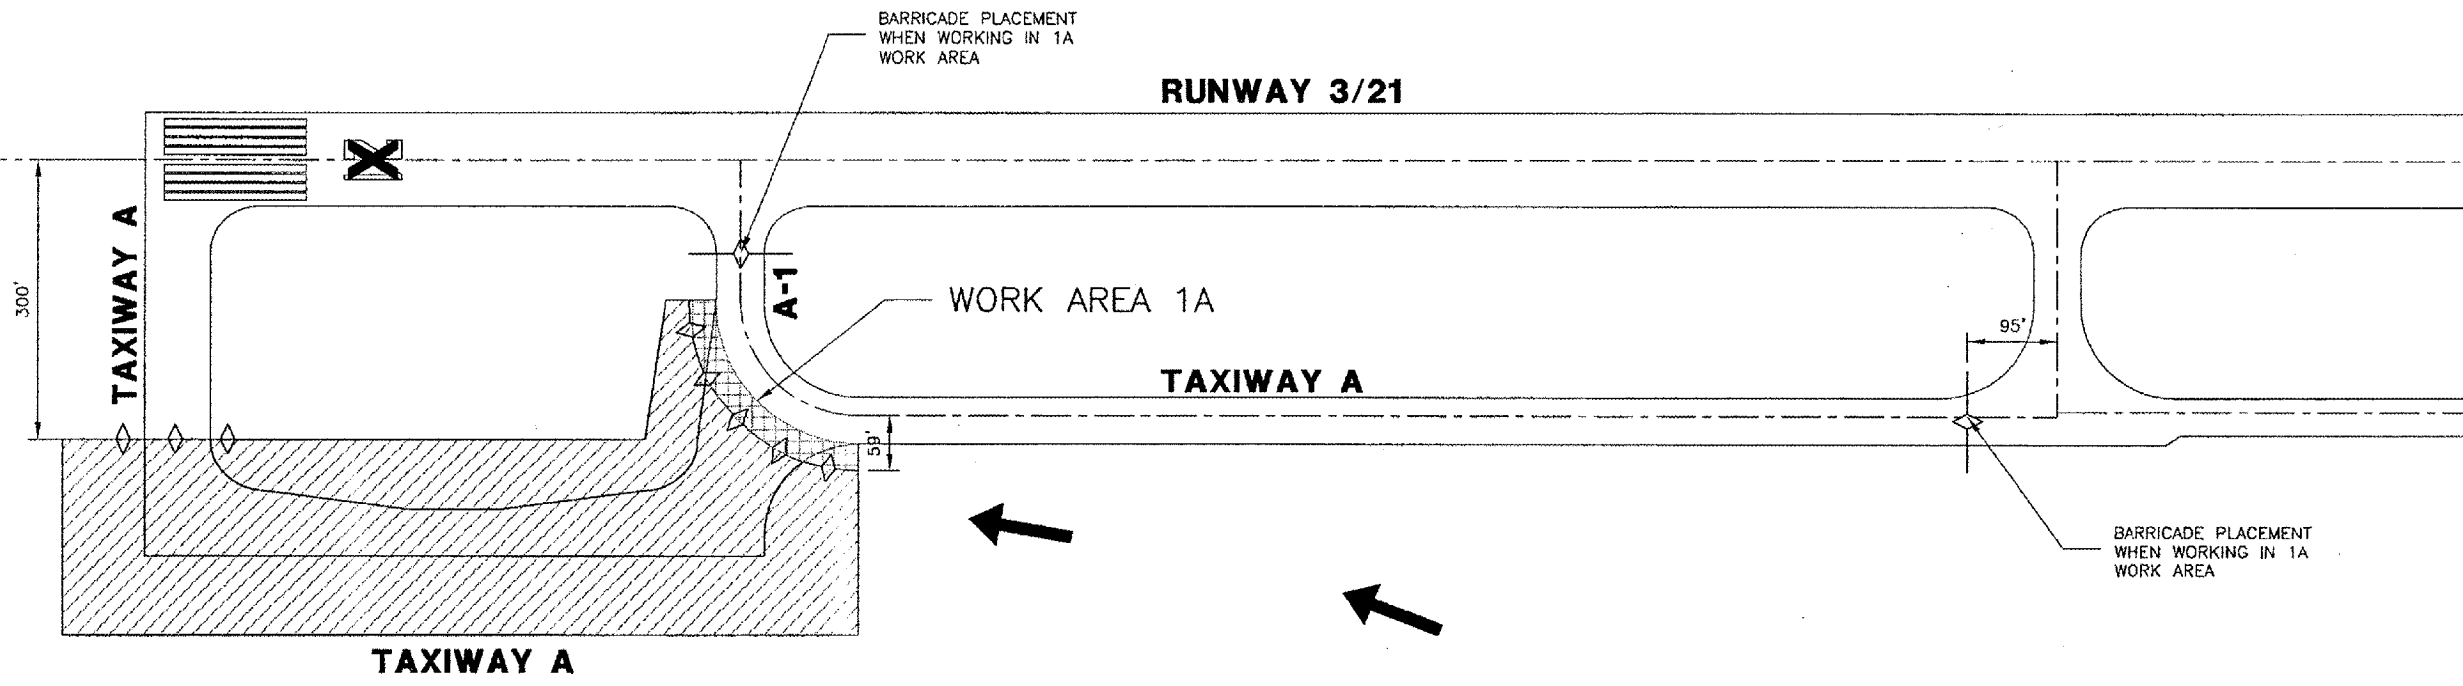 BARRICADE PLACEMENT
WHEN WORKING IN 1A
WORK AREA
RUNWAY 3/21
TAXIWAY A
300'
A-1
WORK AREA 1A
95'
TAXIWAY A
59'
BARRICADE PLACEMENT
WHEN WORKING IN 1A
WORK AREA
TAXIWAY A